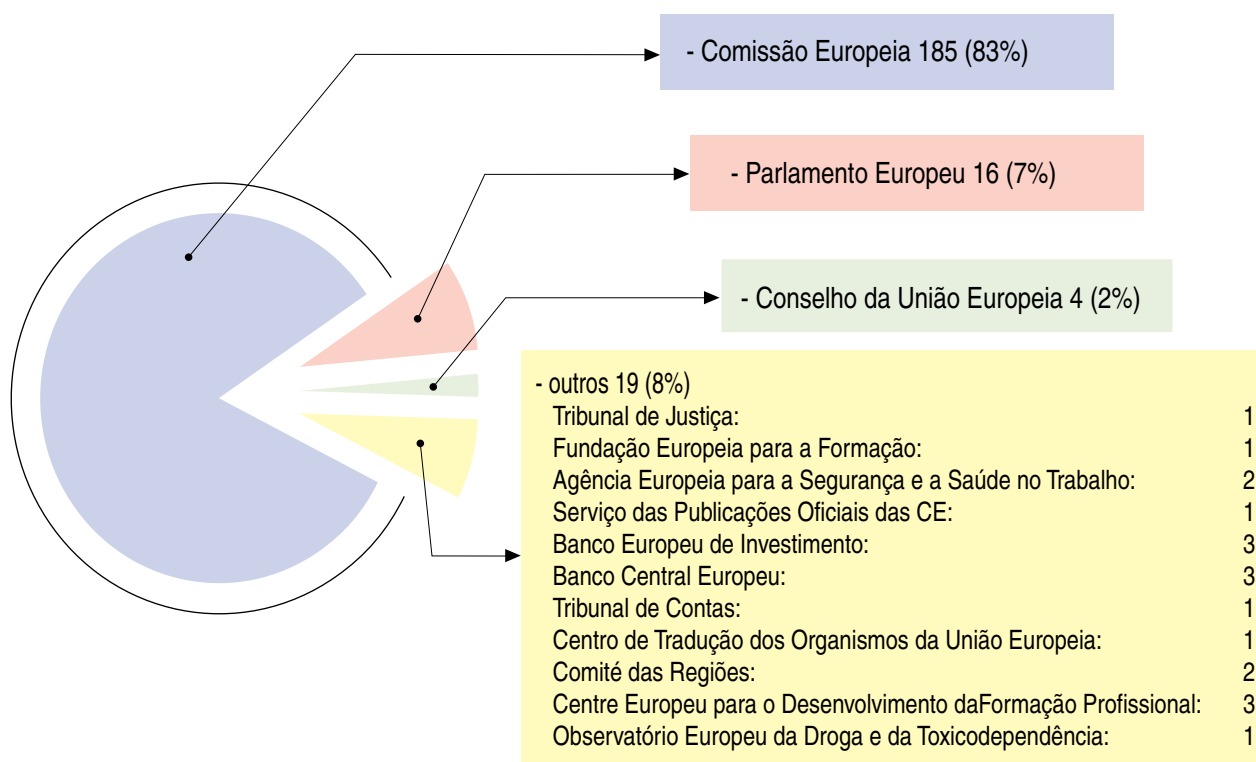 - Comissão Europeia 185 (83%)
- Parlamento Europeu 16 (7%)
- Conselho da União Europeia 4 (2%)
- outros 19 (8%)
Tribunal de Justiça: 1
Fundação Europeia para a Formação: 1
Agência Europeia para a Segurança e a Saúde no Trabalho: 2
Serviço das Publicações Oficiais das CE: 1
Banco Europeu de Investimento: 3
Banco Central Europeu: 3
Tribunal de Contas: 1
Centro de Tradução dos Organismos da União Europeia: 1
Comité das Regiões: 2
Centre Europeu para o Desenvolvimento daFormação Profissional: 3
Observatório Europeu da Droga e da Toxicodependência: 1